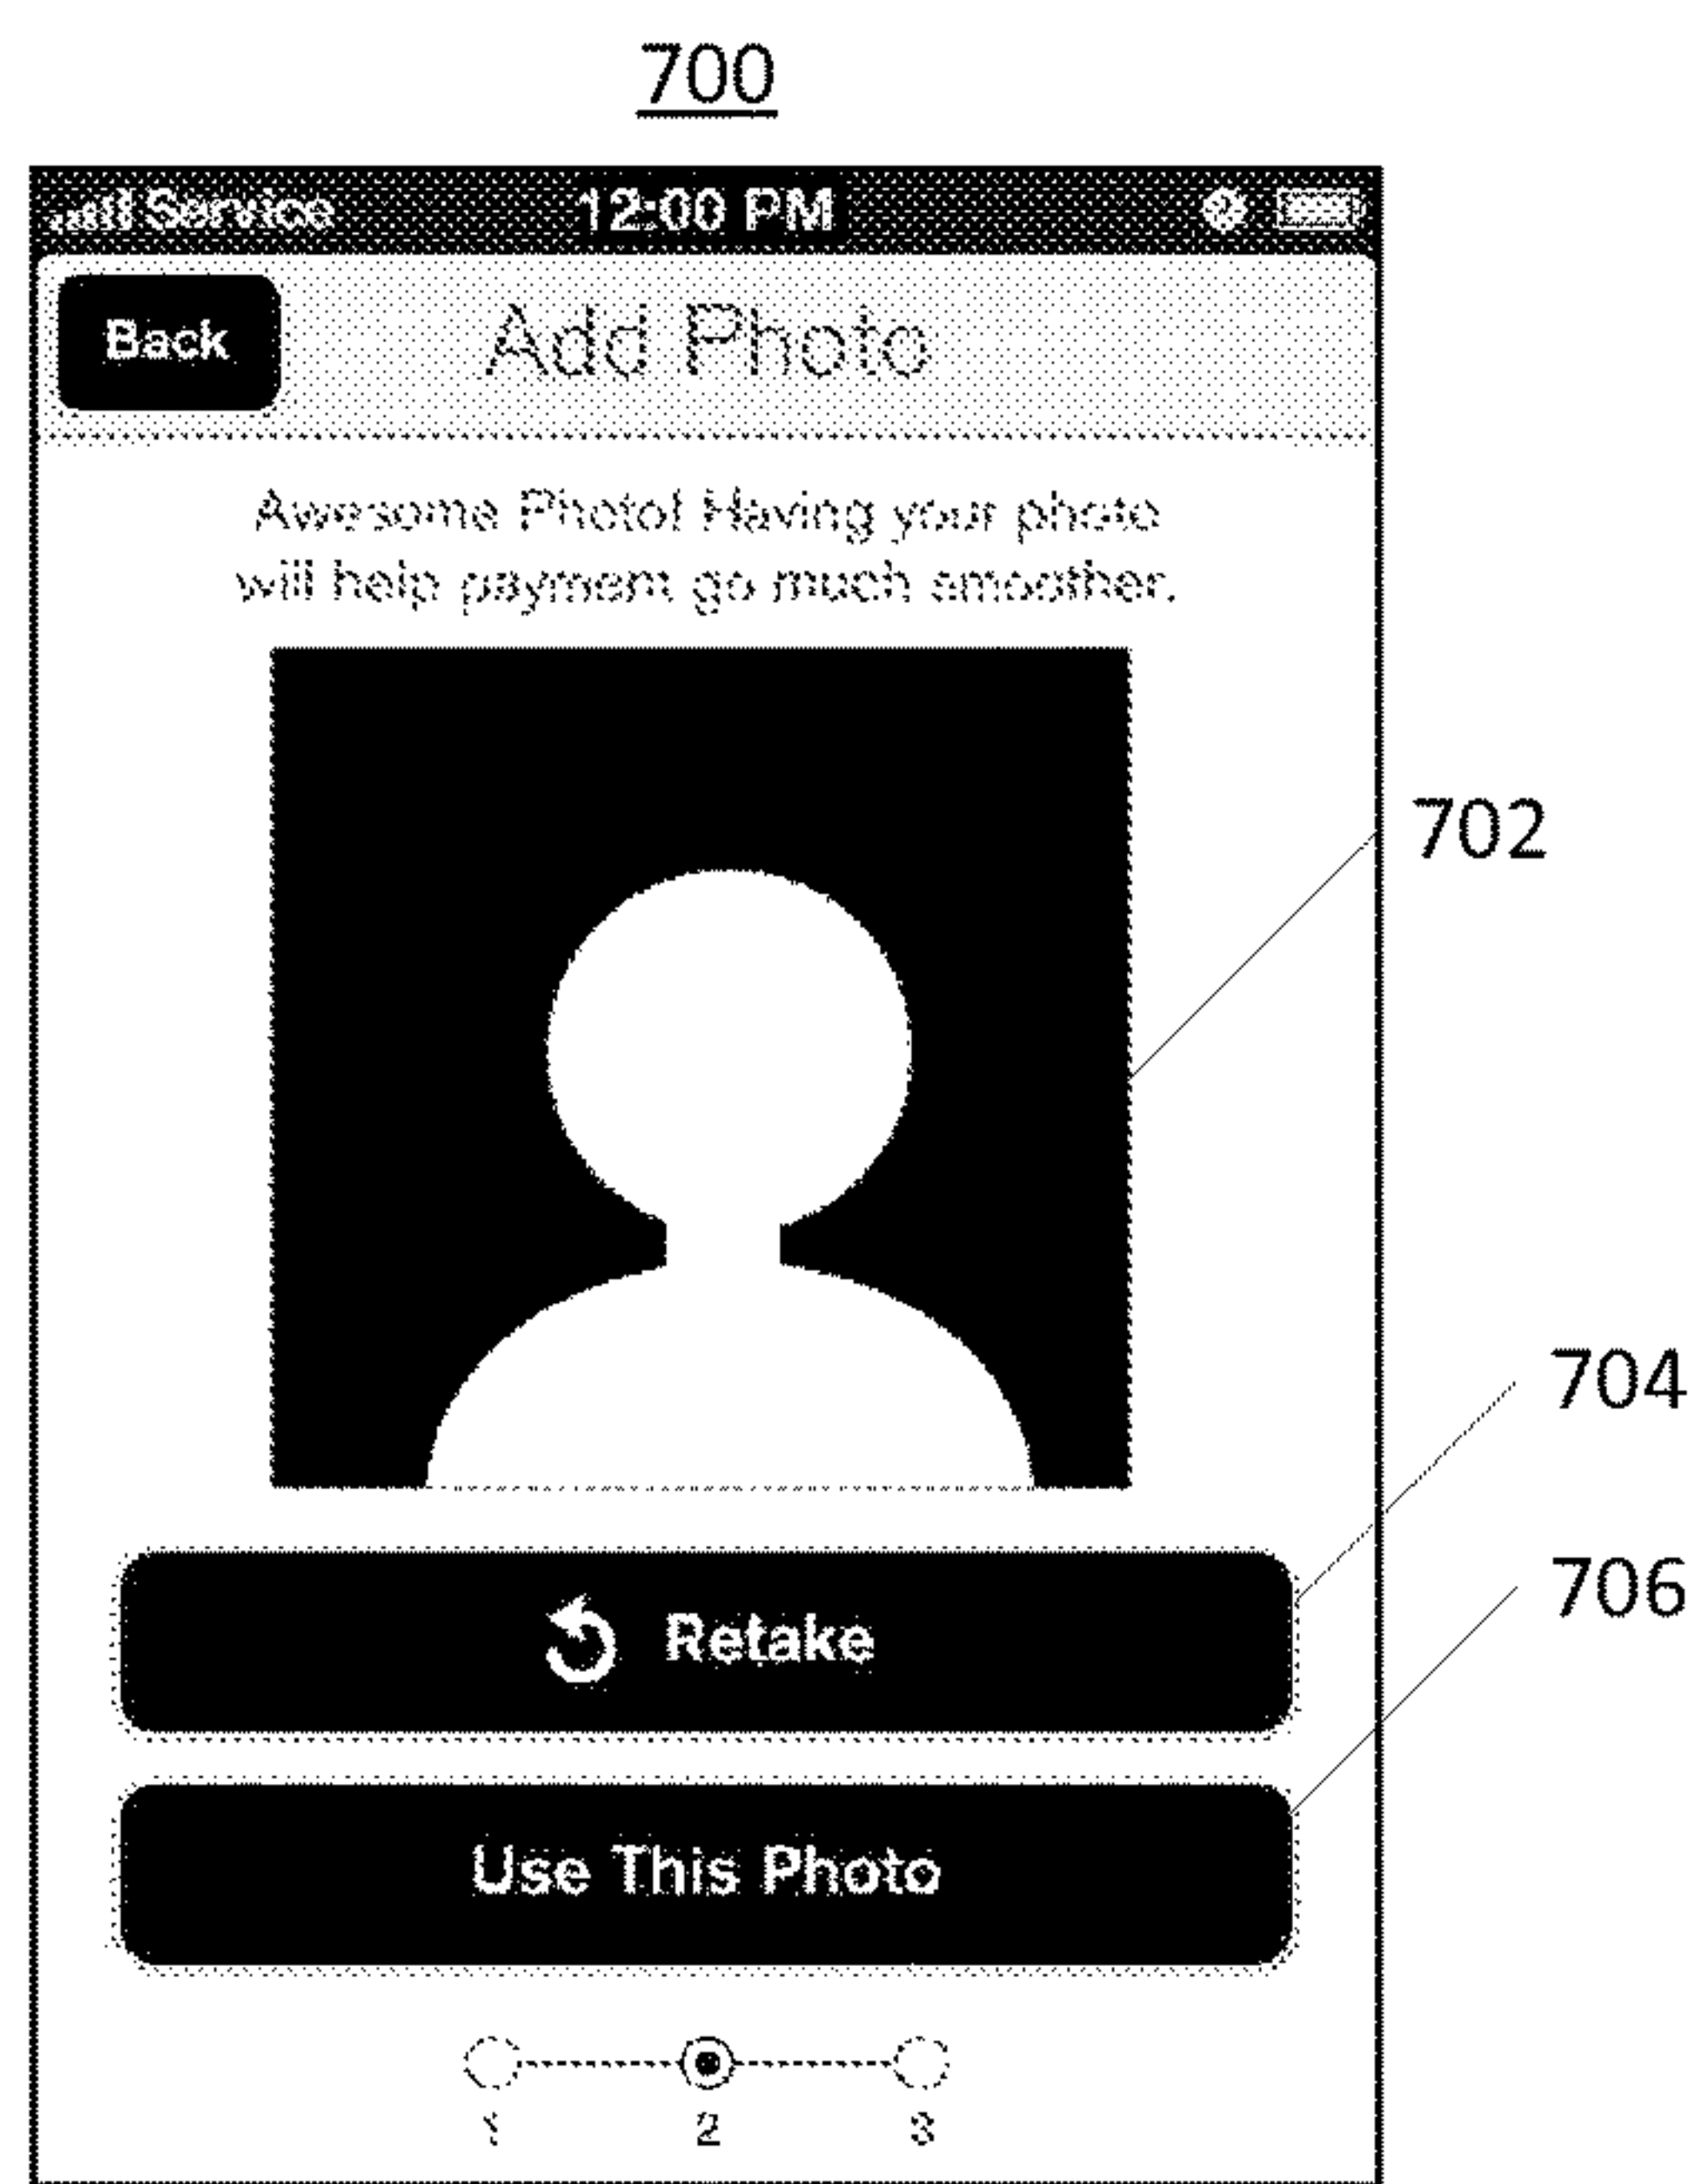 700
Service 12:00 PM
Back Add Photo
Awesome Photo! Having your photo
will help payment go much smoother.
702
704
Retake
706
Use This Photo
1 2 3